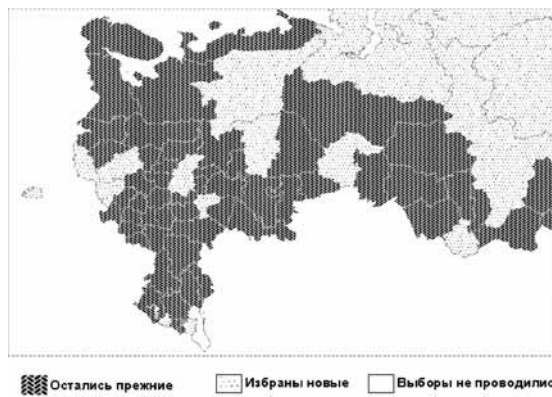 Остались прежние
Избраны новые
Выборы не проводилис